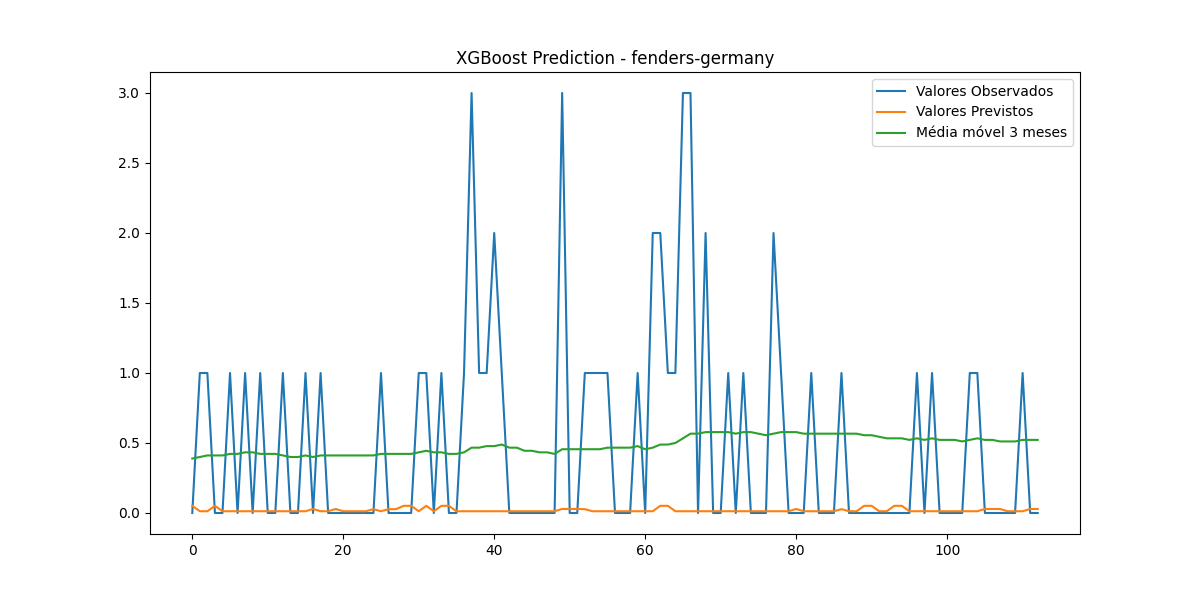 XGBoost Prediction - fenders-germany
Valores Observados
Valores Previstos
Média móvel 3 meses
3.0
2.5
2.0
1.5
1.0
0.5
0.0
0 20 40 60 80 100